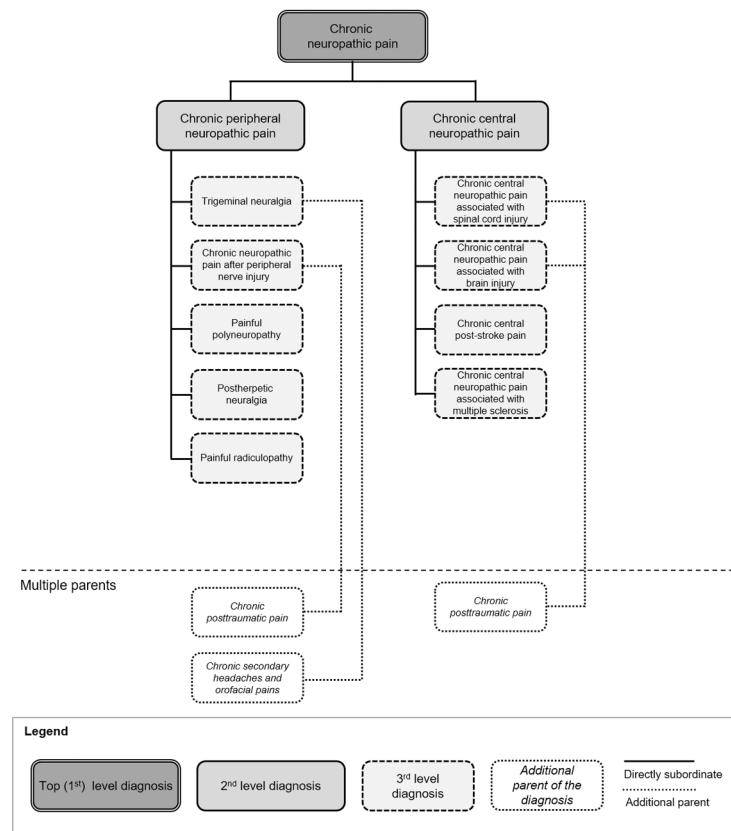 Chronic
neuropathic pain
Chronic peripheral
neuropathic pain
Chronic central
neuropathic pain
Trigeminal neuralgia
Chronic neuropathic
pain after peripheral
nerve injury
Painful
polyneuropathy
Postherpetic
neuralgia
Painful radiculopathy
Chronic central
neuropathic pain
associated with
spinal cord injury
Chronic central
neuropathic pain
associated with
brain injury
Chronic central
post-stroke pain
Chronic central
neuropathic pain
associated with
multiple sclerosis
Multiple parents
Chronic
posttraumatic pain
Chronic secondary
headaches and
orofacial pains
Chronic
posttraumatic pain
Legend
Top (1st) level diagnosis
2nd level diagnosis
3rd level
diagnosis
Additional
parent of the
diagnosis
Directly subordinate
Additional parent